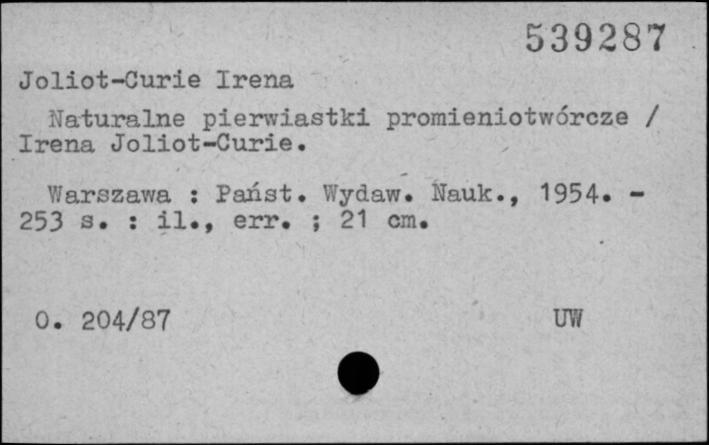 539287
Joliot-Curie Irena
Naturalne pierwiastki promieniotwórcze /
Irena Joliot-Curie.
Warszawa : Państ. Wydaw. Nauk., 1954. -
253 s. : il., err. ; 21 cm.
O. 204/87 UW